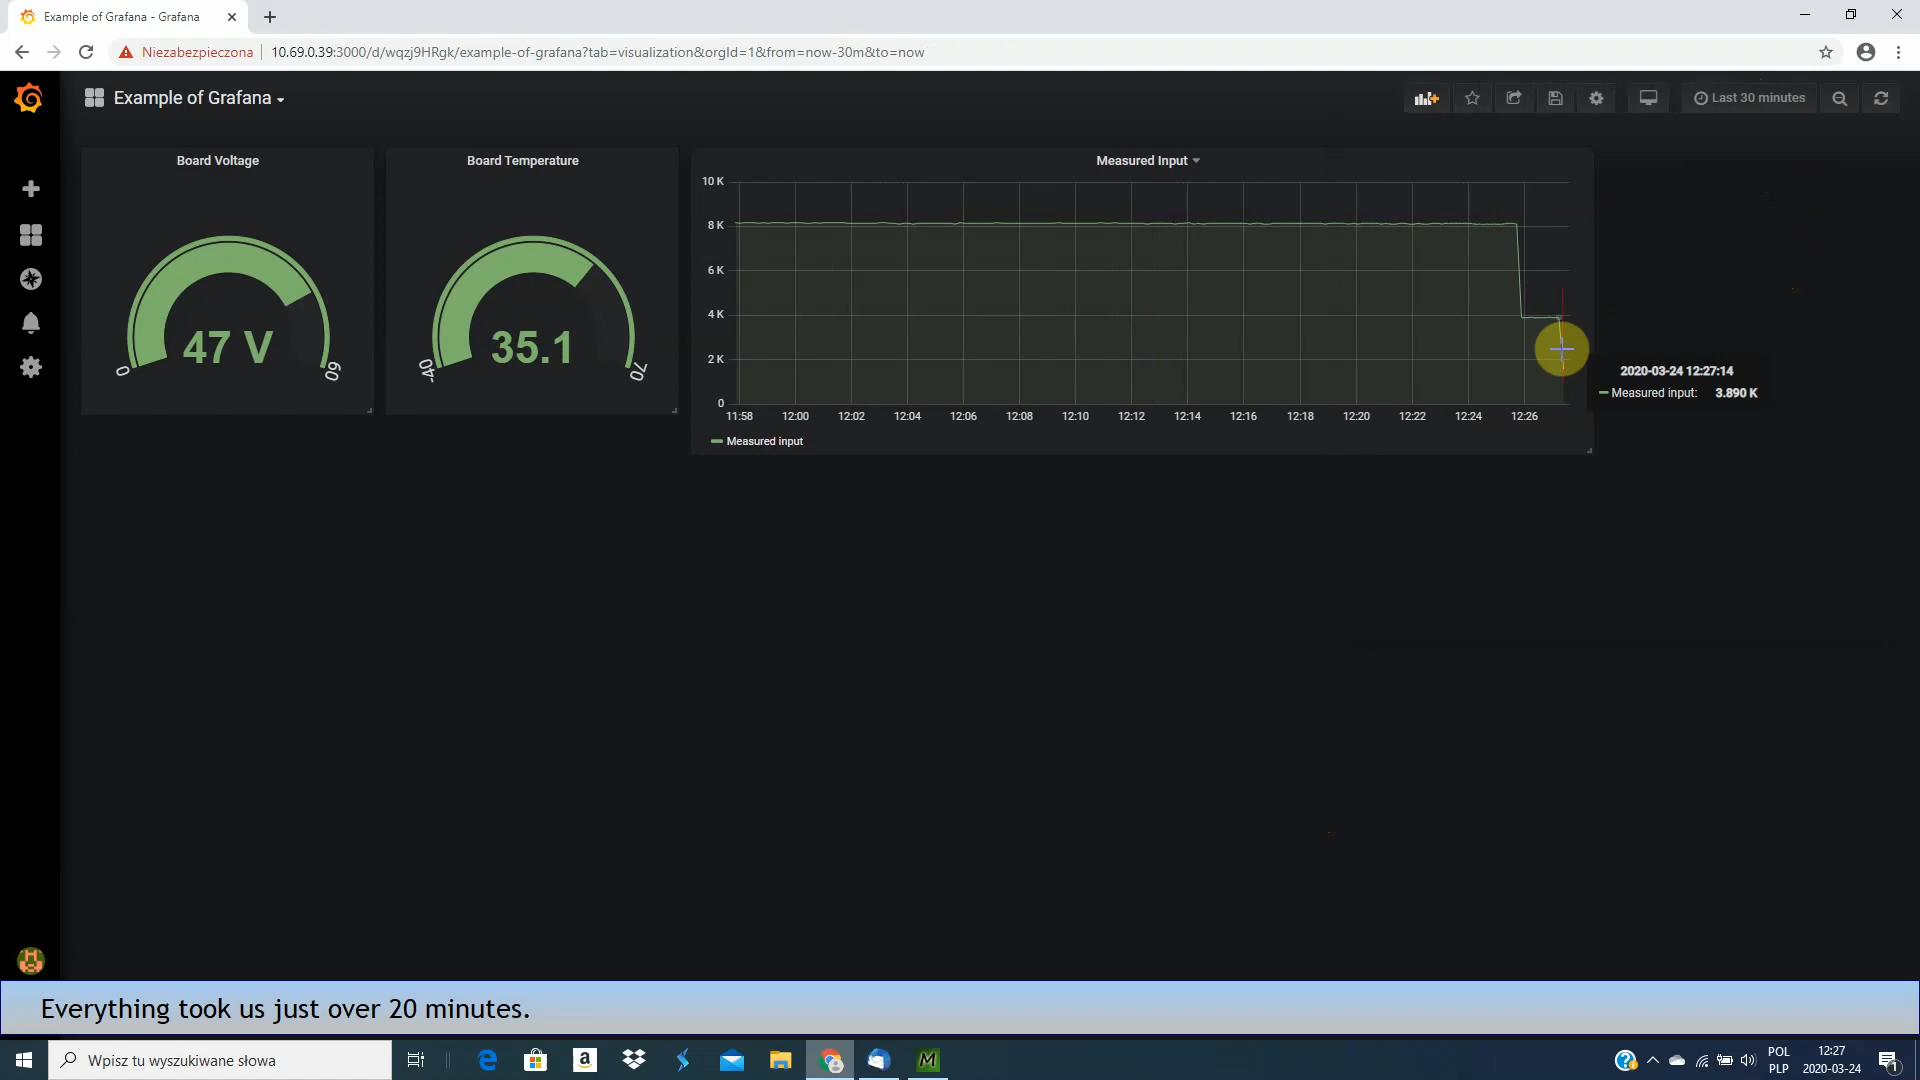 Example of Grafana - Grafana
Niezabezpieczona
10.69.0.39:3000/d/wqzj9HRgk/example-of-grafana?tab=visualization&orgId=1&from=now-30m&to=now
Example of Grafana
Last 30 minutes
Board Voltage
47 V
0
60
Board Temperature
35.1
-40
70
Measured Input
10 K
8 K
6 K
4 K
2 K
0
11:58 12:00 12:02 12:04 12:06 12:08 12:10 12:12 12:14 12:16 12:18 12:20 12:22 12:24 12:26
Measured input
2020-03-24 12:27:14
Measured input: 3.890 K
Everything took us just over 20 minutes.
Wpisz tu wyszukiwane słowa
POL
PLP
12:27
2020-03-24
1